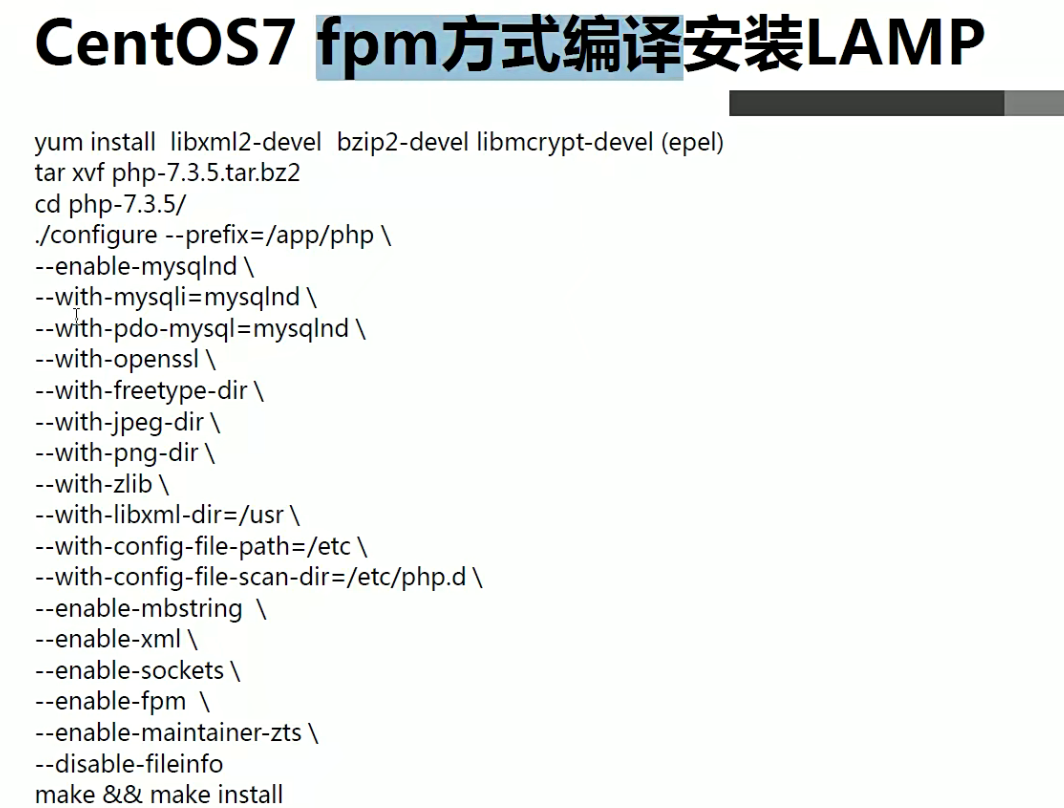 CentOS7 fpm方式编译安装LAMP
yum install  libxml2-devel  bzip2-devel libmcrypt-devel (epel)
tar xvf php-7.3.5.tar.bz2
cd php-7.3.5/
./configure --prefix=/app/php \
--enable-mysqlnd \
--with-mysqli=mysqlnd \
--with-pdo-mysql=mysqlnd \
--with-openssl \
--with-freetype-dir \
--with-jpeg-dir \
--with-png-dir \
--with-zlib \
--with-libxml-dir=/usr \
--with-config-file-path=/etc \
--with-config-file-scan-dir=/etc/php.d \
--enable-mbstring  \
--enable-xml \
--enable-sockets \
--enable-fpm  \
--enable-maintainer-zts \
--disable-fileinfo
make && make install